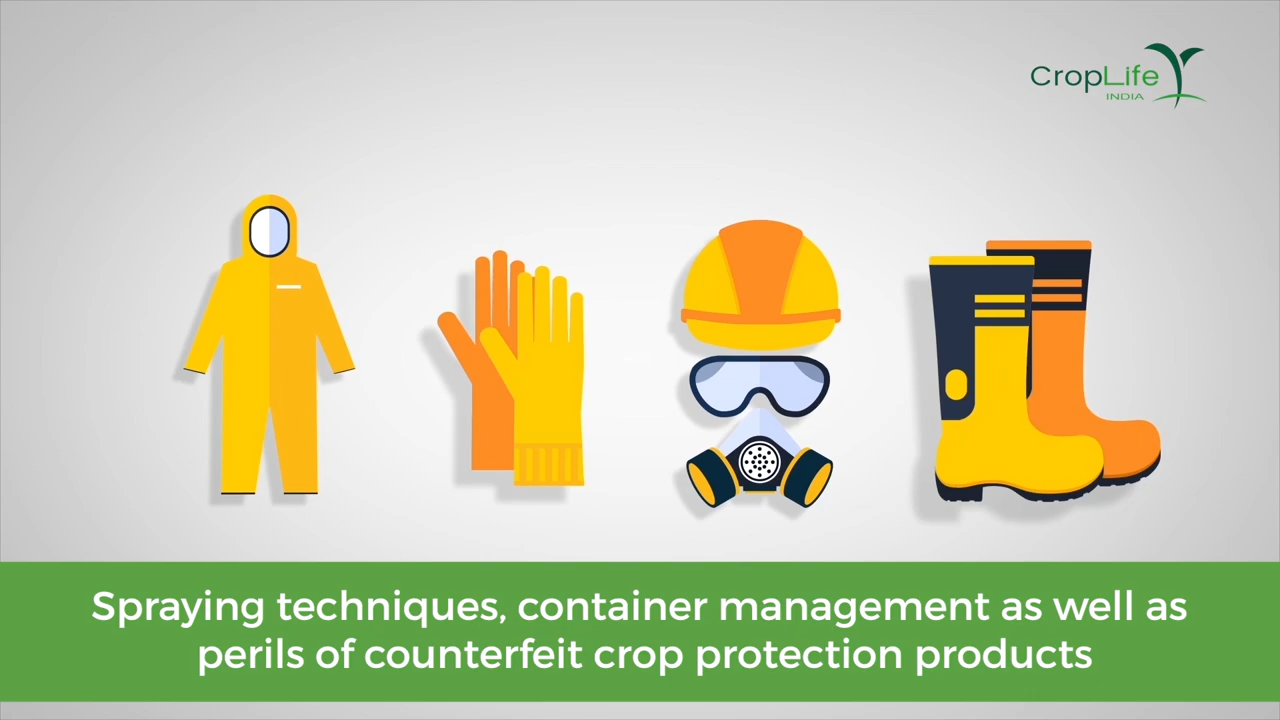 CropLife
INDIA
Spraying techniques, container management as well as
perils of counterfeit crop protection products